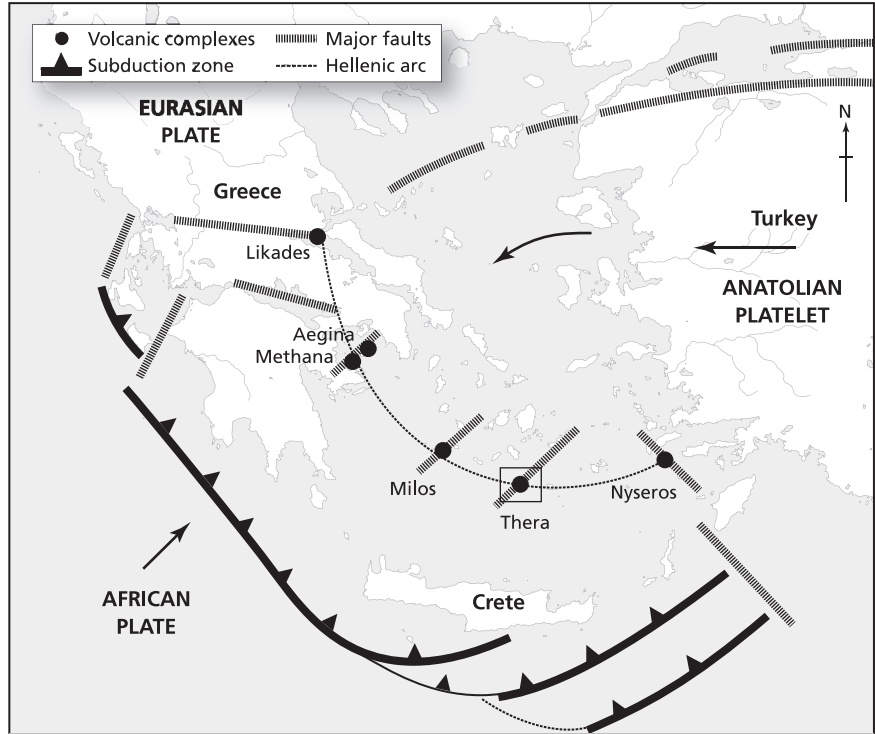 Volcanic complexes
Major faults
Subduction zone
Hellenic arc
EURASIAN
PLATE
N
Greece
Turkey
Likades
ANATOLIAN
PLATELET
Aegina
Methana
Milos
Nyseros
Thera
AFRICAN
PLATE
Crete